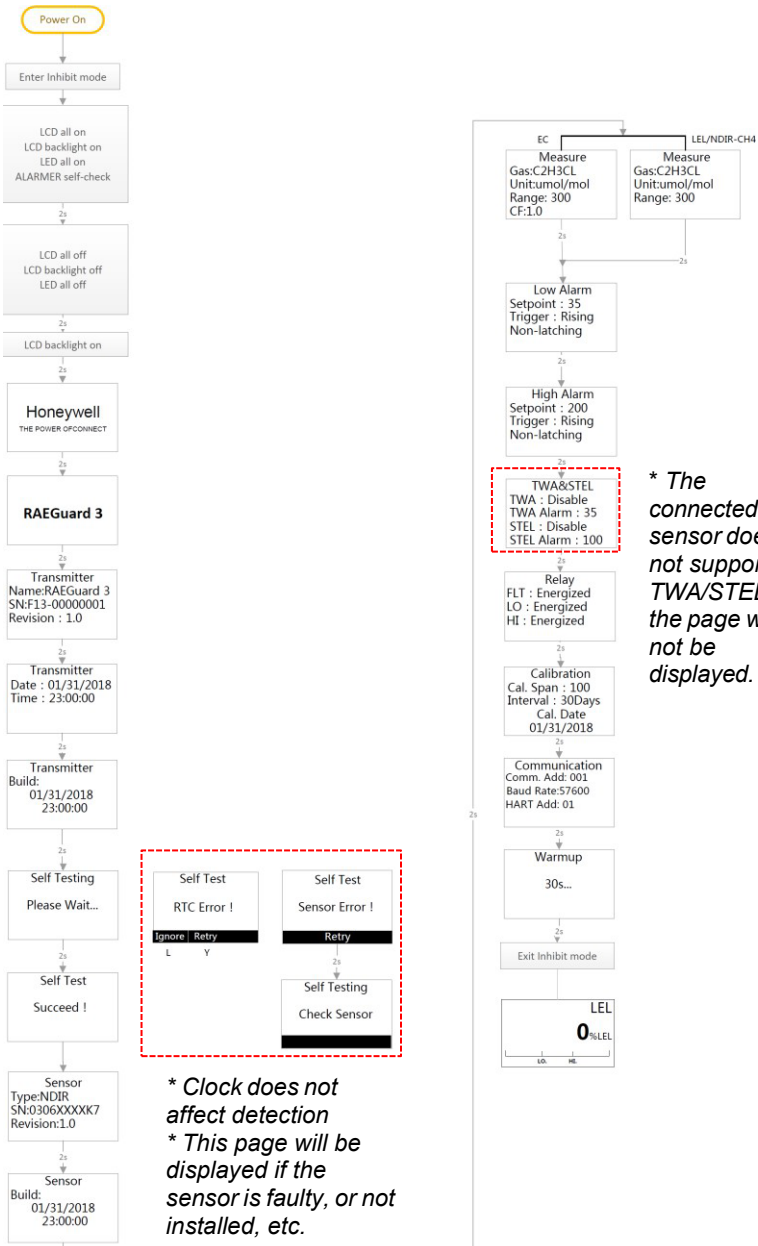 Power On
Enter Inhibit mode
LCD all on
LCD backlight on
LED all on
ALARMER self-check
2s
LCD all off
LCD backlight off
LED all off
2s
LCD backlight on
2s
Honeywell
THE POWER OFCONNECT
2s
RAEGuard 3
2s
Transmitter
Name:RAEGuard 3
SN:F13-00000001
Revision : 1.0
2s
Transmitter
Date : 01/31/2018
Time : 23:00:00
2s
Transmitter
Build:
01/31/2018
23:00:00
2s
Self Testing
Please Wait...
2s
Self Test
Succeed !
Sensor
Type:NDIR
SN:0306XXXXK7
Revision:1.0
2s
Sensor
Build:
01/31/2018
23:00:00
Self Test
RTC Error !
Ignore Retry
L Y
Self Test
Sensor Error !
Retry
2s
Self Testing
Check Sensor
* Clock does not
affect detection
* This page will be
displayed if the
sensor is faulty, or not
installed, etc.
2s
EC
LEL/NDIR-CH4
Measure
Gas:C2H3CL
Unit:umol/mol
Range: 300
CF:1.0
Measure
Gas:C2H3CL
Unit:umol/mol
Range: 300
2s
2s
Low Alarm
Setpoint : 35
Trigger : Rising
Non-latching
2s
High Alarm
Setpoint : 200
Trigger : Rising
Non-latching
2s
TWA&STEL
TWA : Disable
TWA Alarm : 35
STEL : Disable
STEL Alarm : 100
* The
connected
sensor doe
not suppor
TWA/STEL
the page w
not be
displayed.
2s
Relay
FLT : Energized
LO : Energized
HI : Energized
2s
Calibration
Cal. Span : 100
Interval : 30Days
Cal. Date
01/31/2018
2s
Communication
Comm. Add: 001
Baud Rate:57600
HART Add: 01
2s
Warmup
30s...
2s
Exit Inhibit mode
LEL
0%LEL
LO. HI.